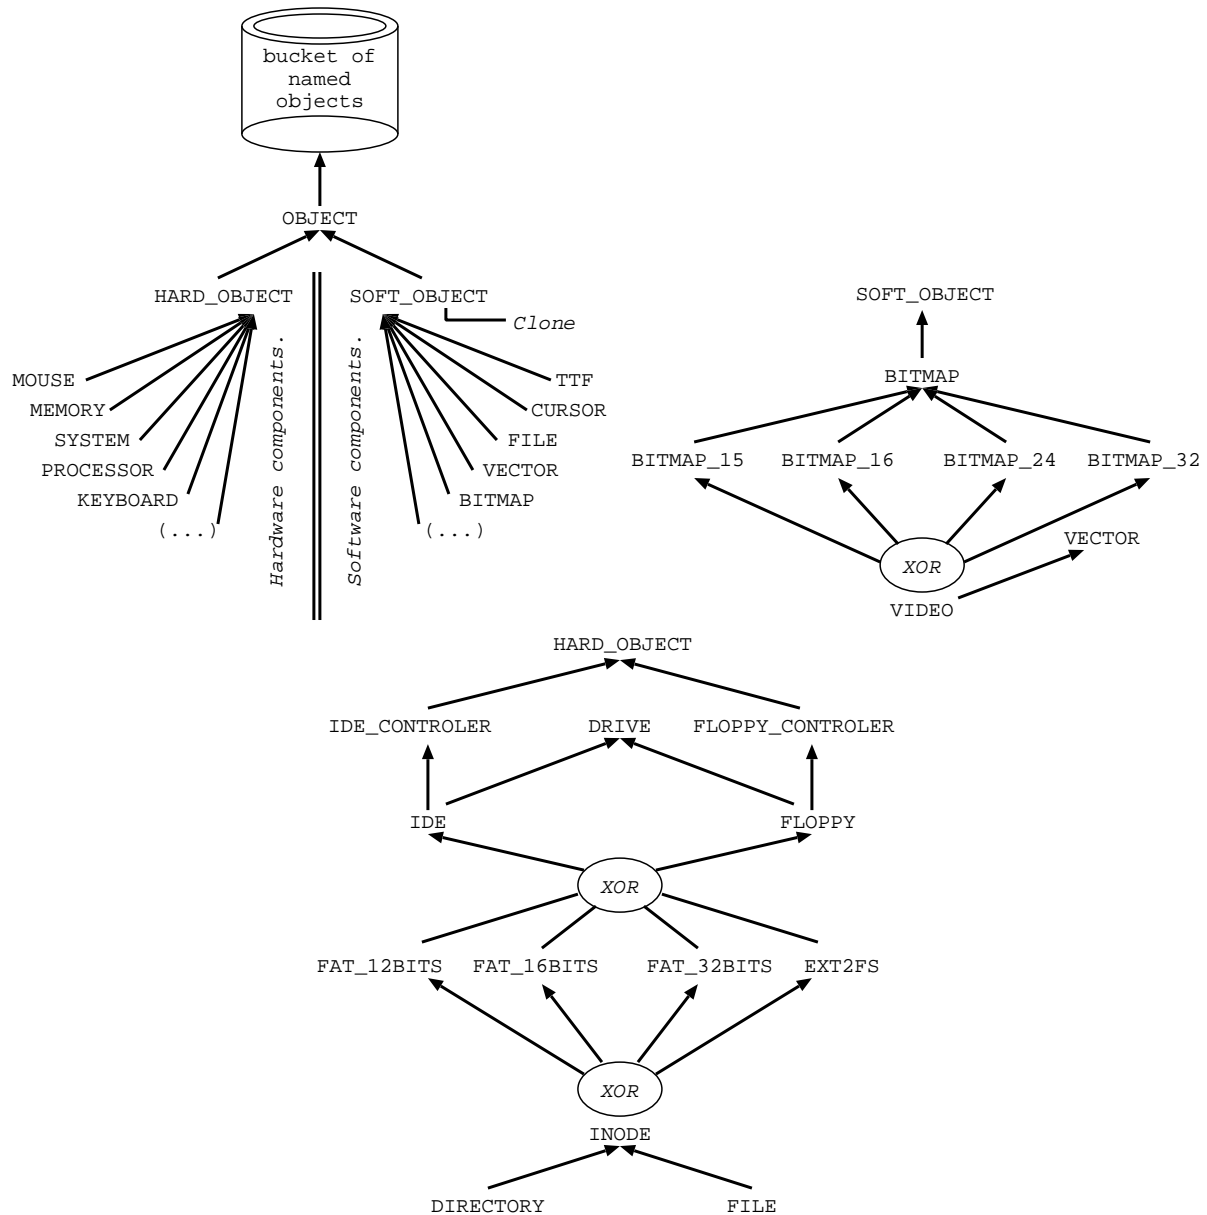 bucket of
named
objects
OBJECT
HARD_OBJECT
SOFT_OBJECT
Clone
MOUSE
MEMORY
SYSTEM
PROCESSOR
KEYBOARD
(...)
Hardware components.
Software components.
TTF
CURSOR
FILE
VECTOR
BITMAP
(...)
SOFT_OBJECT
BITMAP
BITMAP_15
BITMAP_16
BITMAP_24
BITMAP_32
XOR
VECTOR
VIDEO
HARD_OBJECT
IDE_CONTROLER
DRIVE
FLOPPY_CONTROLER
IDE
FLOPPY
XOR
FAT_12BITS
FAT_16BITS
FAT_32BITS
EXT2FS
XOR
INODE
DIRECTORY
FILE